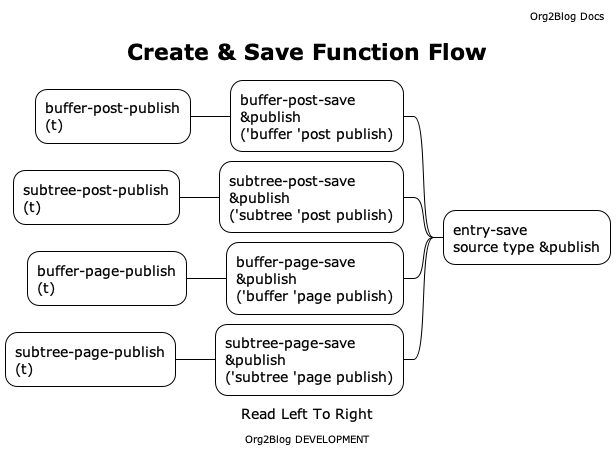 Org2Blog Docs
Create & Save Function Flow
buffer-post-publish
(t)
buffer-post-save
&publish
('buffer 'post publish)
subtree-post-publish
(t)
subtree-post-save
&publish
('subtree 'post publish)
entry-save
source type &publish
buffer-page-publish
(t)
buffer-page-save
&publish
('buffer 'page publish)
subtree-page-publish
(t)
subtree-page-save
&publish
('subtree 'page publish)
Read Left To Right
Org2Blog DEVELOPMENT